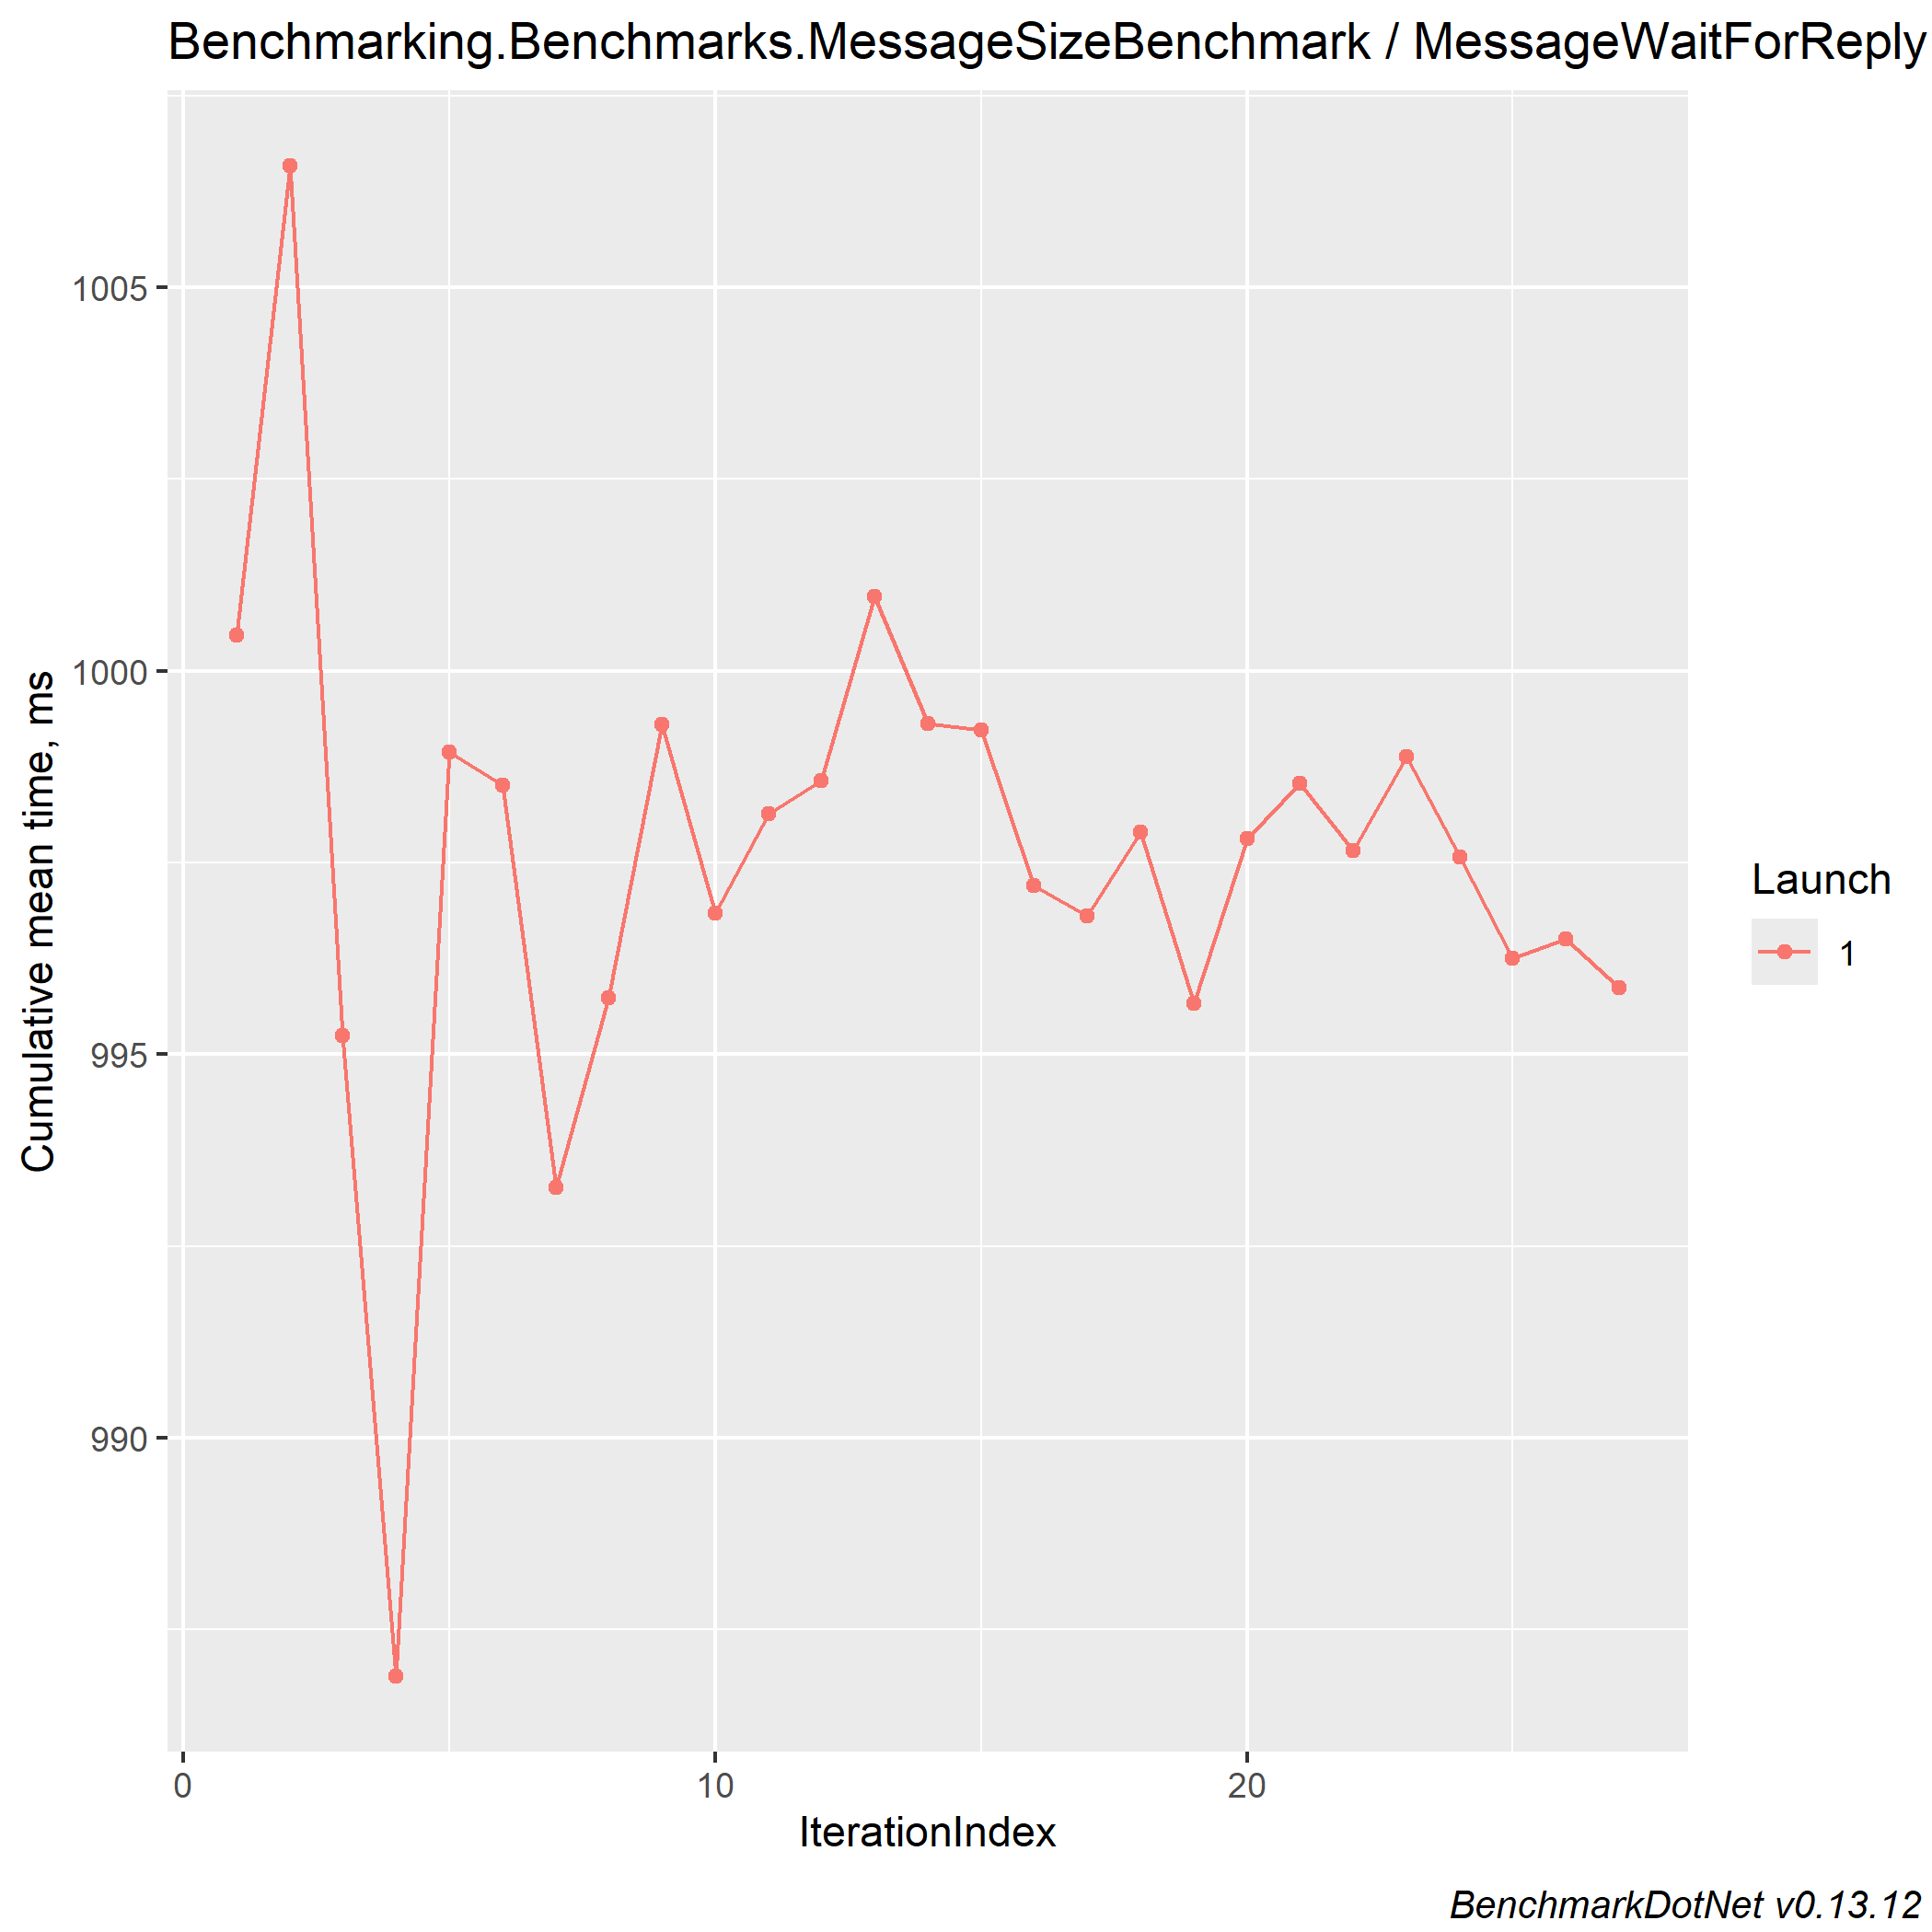 Benchmarking.Benchmarks.MessageSizeBenchmark / MessageWaitForReply
Cumulative mean time, ms
1005
1000
995
990
0
10
20
IterationIndex
Launch
1
BenchmarkDotNet v0.13.12